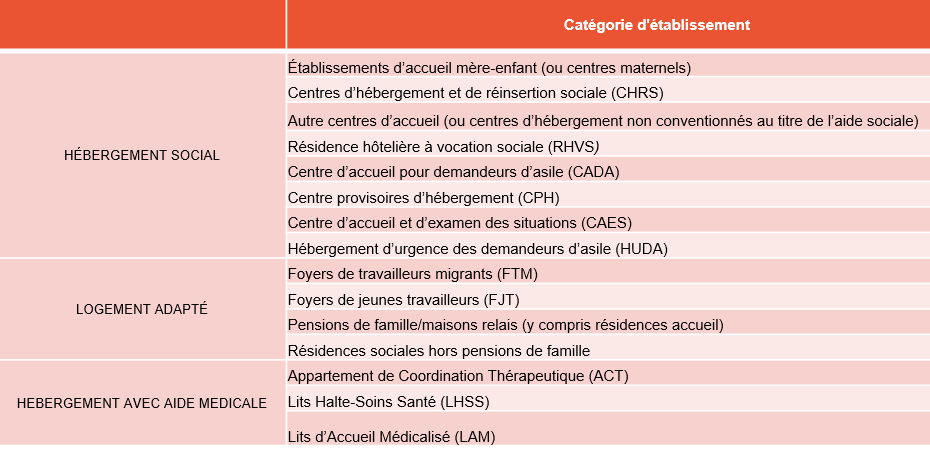 Catégorie d'établissement
HÉBERGEMENT SOCIAL
Établissements d’accueil mère-enfant (ou centres maternels)
Centres d’hébergement et de réinsertion sociale (CHRS)
Autre centres d’accueil (ou centres d’hébergement non conventionnés au titre de l’aide sociale)
Résidence hôtelière à vocation sociale (RHVS)
Centre d’accueil pour demandeurs d’asile (CADA)
Centre provisoires d’hébergement (CPH)
Centre d’accueil et d’examen des situations (CAES)
Hébergement d’urgence des demandeurs d’asile (HUDA)
LOGEMENT ADAPTÉ
Foyers de travailleurs migrants (FTM)
Foyers de jeunes travailleurs (FJT)
Pensions de famille/maisons relais (y compris résidences accueil)
Résidences sociales hors pensions de famille
HEBERGEMENT AVEC AIDE MEDICALE
Appartement de Coordination Thérapeutique (ACT)
Lits Halte-Soins Santé (LHSS)
Lits d’Accueil Médicalisé (LAM)